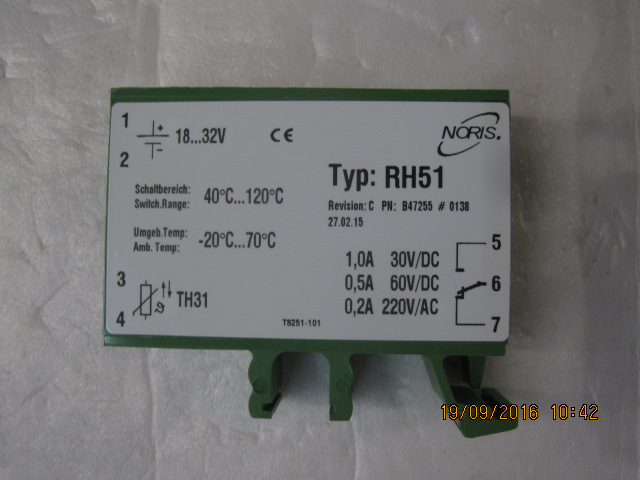 1
+
18...32V
CE
NORIS®
2
Typ: RH51
Schaltbereich:
Switch.Range:
40°C...120°C
Revision: C PN: B47255 # 0138
27.02.15
Umgeb.Temp:
Amb. Temp:
-20°C...70°C
5
1,0A 30V/DC
3
0,5A 60V/DC
6
ϑ
TH31
0,2A 220V/AC
4
TS251-101
7
19/09/2016 10:42